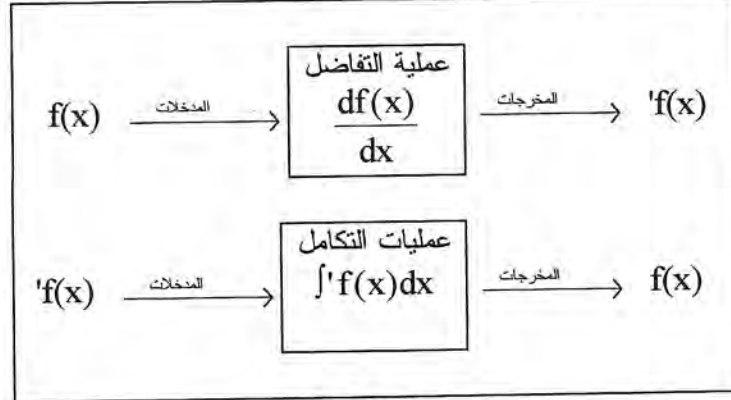 عملية التفاضل
f(x) المدخلات df(x) المخرجات 'f(x)
dx
عمليات التكامل
'f(x) المدخلات ∫'f(x)dx المخرجات f(x)